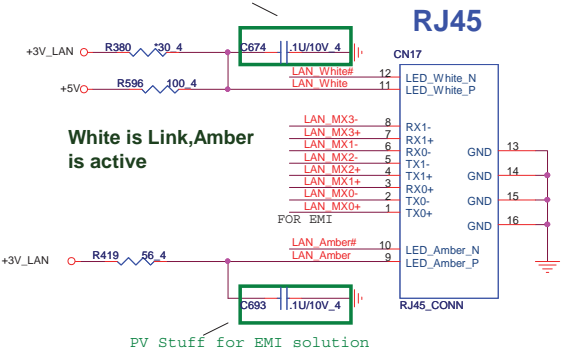 RJ45
R380 *30_4
C674 .1U/10V_4
+3V_LAN
CN17
LAN_White# 12 LED_White_N
+5V R596 100_4 LAN_White 11 LED_White_P
White is Link,Amber
is active
LAN_MX3- 8 RX1-
LAN_MX3+ 7 RX1+
LAN_MX1- 6 RX0- GND 13
LAN_MX2- 5 TX1-
LAN_MX2+ 4 TX1+ GND 14
LAN_MX1+ 3 RX0+
LAN_MX0- 2 TX0- GND 15
LAN_MX0+ 1 TX0+
FOR EMI GND 16
LAN_Amber# 10 LED_Amber_N
+3V_LAN R419 56_4 LAN_Amber 9 LED_Amber_P
C693 .1U/10V_4 RJ45_CONN
PV Stuff for EMI solution